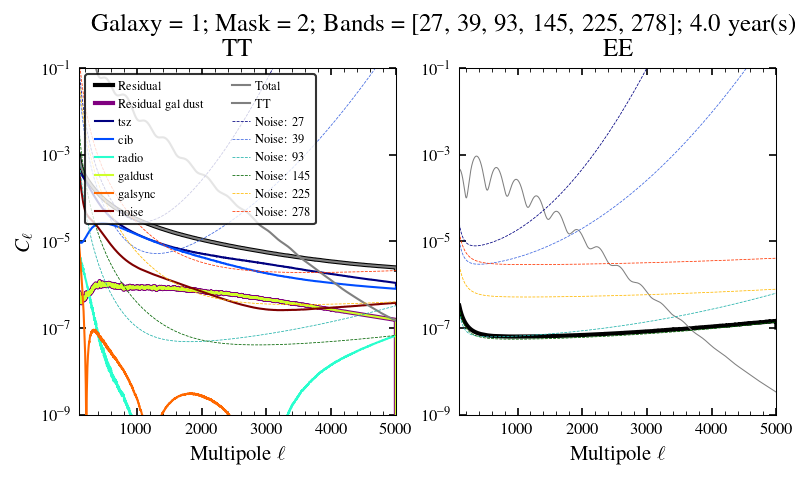 Galaxy = 1; Mask = 2; Bands = [27, 39, 93, 145, 225, 278]; 4.0 year(s)
TT
EE
Residual
Residual gal dust
tsz
cib
radio
galdust
galsync
noise
Total
TT
Noise: 27
Noise: 39
Noise: 93
Noise: 145
Noise: 225
Noise: 278
C_ℓ
10^{-1}
10^{-3}
10^{-5}
10^{-7}
10^{-9}
1000 2000 3000 4000 5000
Multipole ℓ
10^{-1}
10^{-3}
10^{-5}
10^{-7}
10^{-9}
1000 2000 3000 4000 5000
Multipole ℓ